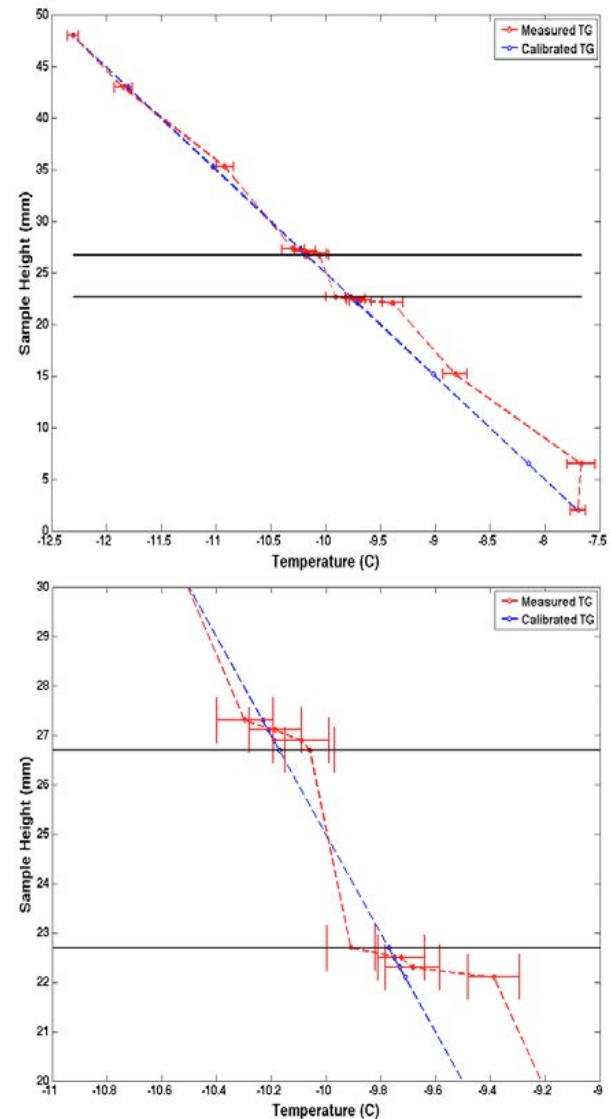 50
45
40
35
30
25
20
15
10
5
0
Sample Height (mm)
Measured TG
Calibrated TG
-12.5 -12 -11.5 -11 -10.5 -10 -9.5 -9 -8.5 -8 -7.5
Temperature (C)
30
29
28
27
26
25
24
23
22
21
20
Sample Height (mm)
Measured TG
Calibrated TG
-11 -10.8 -10.6 -10.4 -10.2 -10 -9.8 -9.6 -9.4 -9.2 -9
Temperature (C)